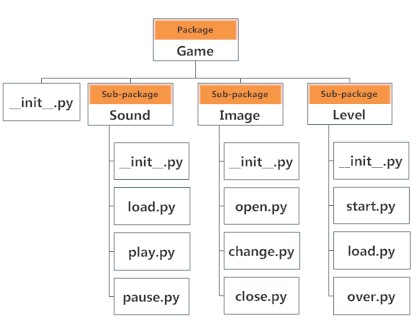 Package
Game
__init__.py
Sub-package
Sound
Sub-package
Image
Sub-package
Level
__init__.py
load.py
play.py
pause.py
__init__.py
open.py
change.py
close.py
__init__.py
start.py
load.py
over.py